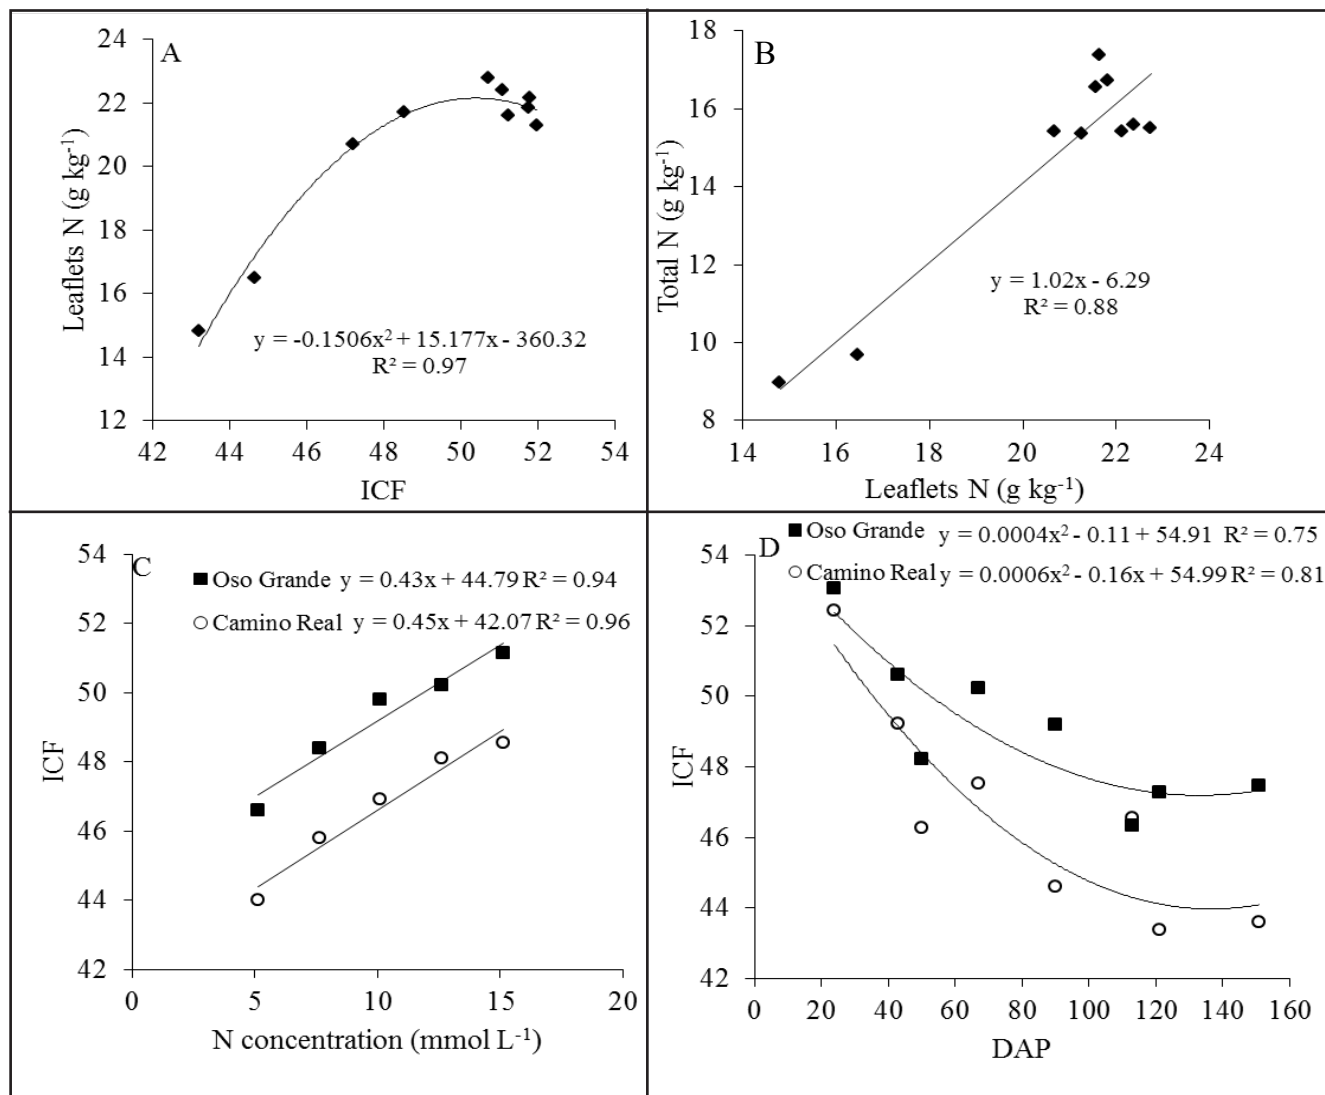 A
24
22
20
18
16
14
12
Leaflets N (g kg-1)
y = -0.1506x2 + 15.177x - 360.32
R² = 0.97
42 44 46 48 50 52 54
ICF
B
18
16
14
12
10
8
Total N (g kg-1)
y = 1.02x - 6.29
R² = 0.88
14 16 18 20 22 24
Leaflets N (g kg-1)
C
54
52
50
48
46
44
42
ICF
Oso Grande y = 0.43x + 44.79 R² = 0.94
Camino Real y = 0.45x + 42.07 R² = 0.96
0 5 10 15 20
N concentration (mmol L-1)
D
Oso Grande y = 0.0004x2 - 0.11 + 54.91 R² = 0.75
Camino Real y = 0.0006x2 - 0.16x + 54.99 R² = 0.81
54
52
50
48
46
44
42
ICF
0 20 40 60 80 100 120 140 160
DAP